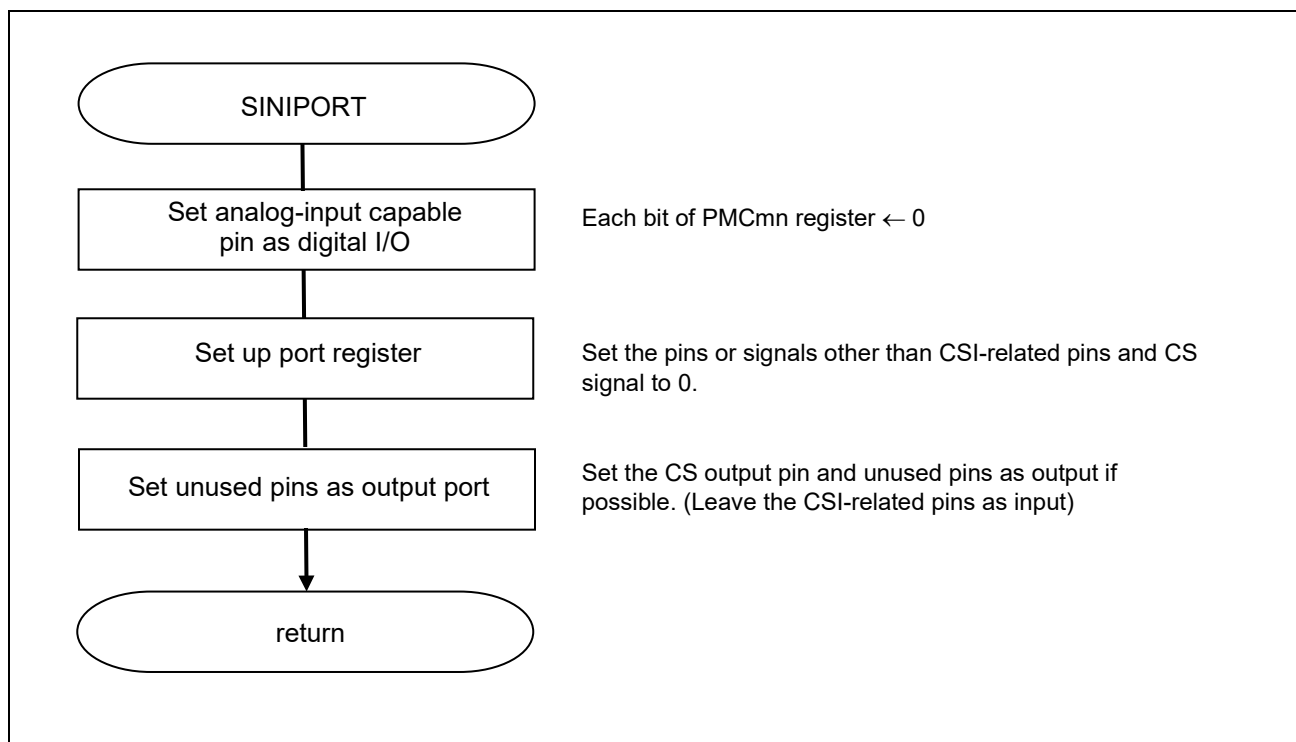 SINIPORT
Set analog-input capable
pin as digital I/O
Each bit of PMCmn register ← 0
Set up port register
Set the pins or signals other than CSI-related pins and CS
signal to 0.
Set unused pins as output port
Set the CS output pin and unused pins as output if
possible. (Leave the CSI-related pins as input)
return